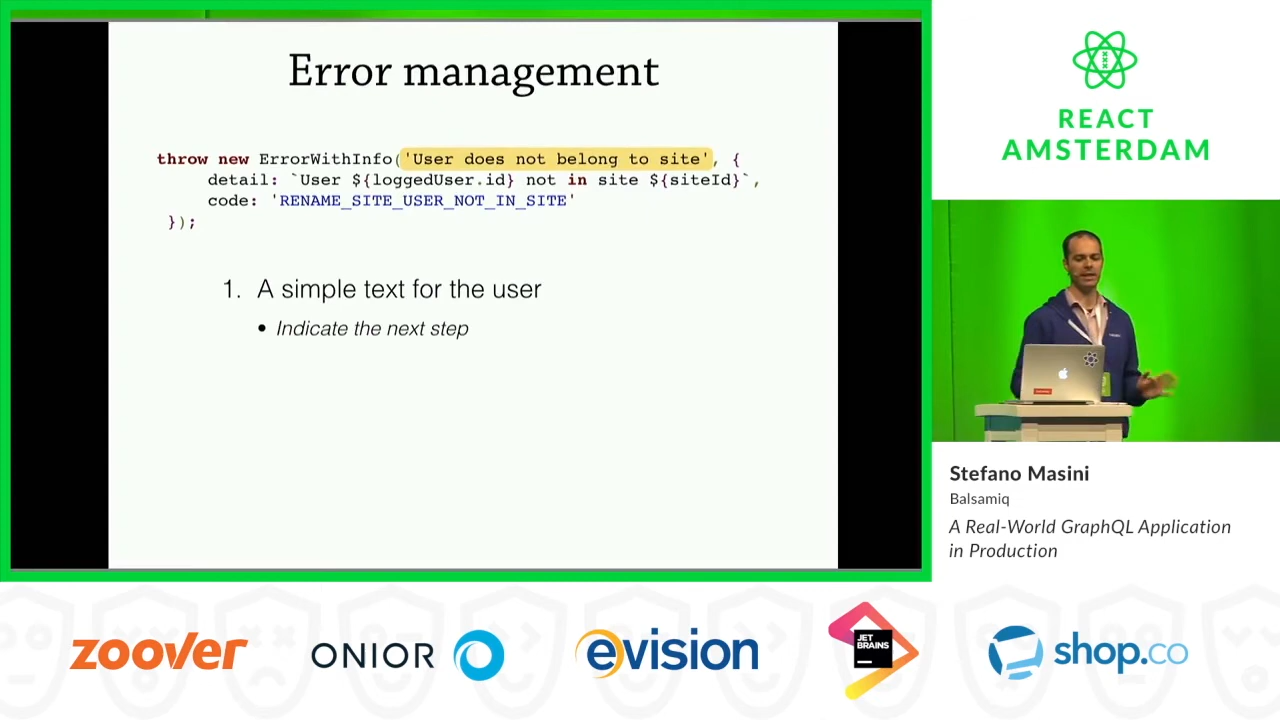 Error management
throw new ErrorWithInfo('User does not belong to site', {
detail: `User ${loggedUser.id} not in site ${siteId}`,
code: 'RENAME_SITE_USER_NOT_IN_SITE'
});
1. A simple text for the user
• Indicate the next step
REACT
AMSTERDAM
Stefano Masini
Balsamiq
A Real-World GraphQL Application
in Production
zoover
ONIOR
evision
JET
BRAINS
shop.co